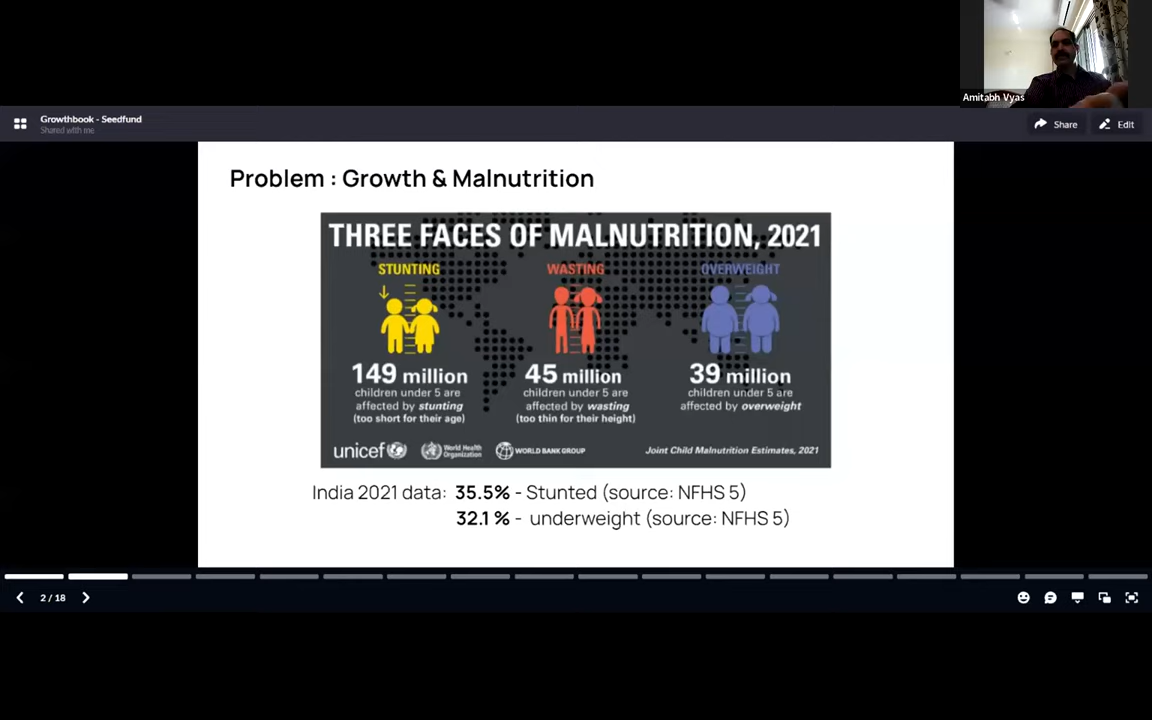 Amitabh Vyas
Growthbook - Seedfund
Shared with me
Share
Edit
Problem : Growth & Malnutrition
THREE FACES OF MALNUTRITION, 2021
STUNTING
WASTING
OVERWEIGHT
149 million
children under 5 are
affected by stunting
(too short for their age)
45 million
children under 5 are
affected by wasting
(too thin for their height)
39 million
children under 5 are
affected by overweight
unicef
World Health
Organization
WORLD BANK GROUP
Joint Child Malnutrition Estimates, 2021
India 2021 data: 35.5% - Stunted (source: NFHS 5)
32.1 % - underweight (source: NFHS 5)
2 / 18